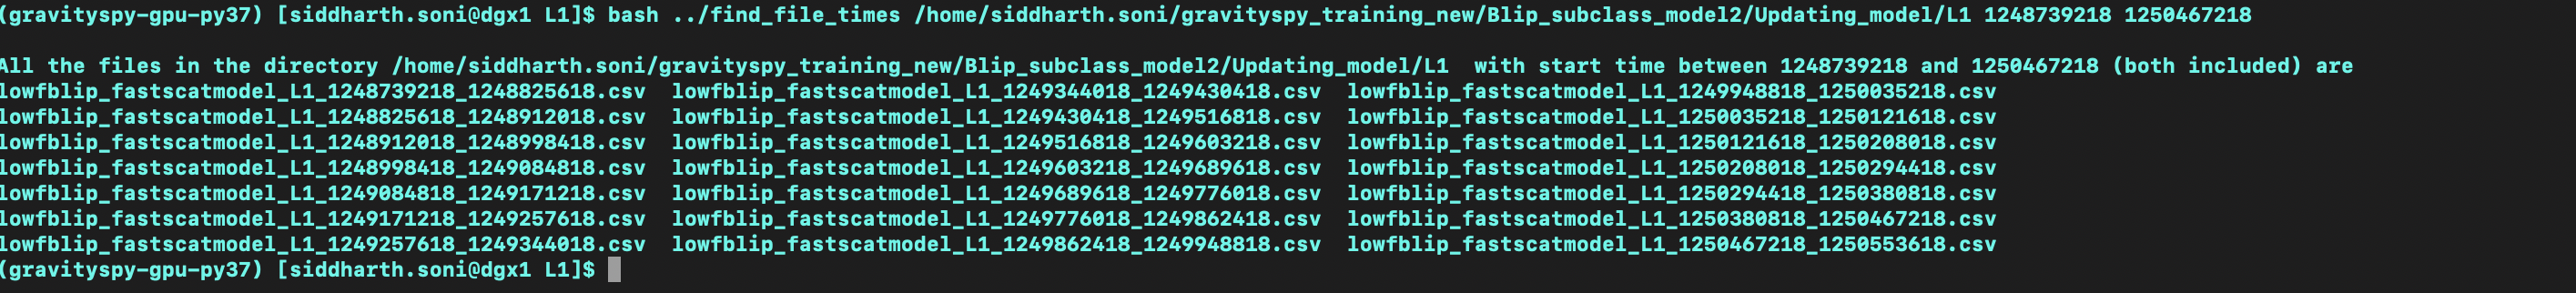 (gravityspy-gpu-py37) [siddharth.soni@dgx1 L1]$ bash ../find_file_times /home/siddharth.soni/gravityspy_training_new/Blip_subclass_model2/Updating_model/L1 1248739218 1250467218
All the files in the directory /home/siddharth.soni/gravityspy_training_new/Blip_subclass_model2/Updating_model/L1  with start time between 1248739218 and 1250467218 (both included) are
lowfblip_fastscatmodel_L1_1248739218_1248825618.csv  lowfblip_fastscatmodel_L1_1249344018_1249430418.csv  lowfblip_fastscatmodel_L1_1249948818_1250035218.csv
lowfblip_fastscatmodel_L1_1248825618_1248912018.csv  lowfblip_fastscatmodel_L1_1249430418_1249516818.csv  lowfblip_fastscatmodel_L1_1250035218_1250121618.csv
lowfblip_fastscatmodel_L1_1248912018_1248998418.csv  lowfblip_fastscatmodel_L1_1249516818_1249603218.csv  lowfblip_fastscatmodel_L1_1250121618_1250208018.csv
lowfblip_fastscatmodel_L1_1248998418_1249084818.csv  lowfblip_fastscatmodel_L1_1249603218_1249689618.csv  lowfblip_fastscatmodel_L1_1250208018_1250294418.csv
lowfblip_fastscatmodel_L1_1249084818_1249171218.csv  lowfblip_fastscatmodel_L1_1249689618_1249776018.csv  lowfblip_fastscatmodel_L1_1250294418_1250380818.csv
lowfblip_fastscatmodel_L1_1249171218_1249257618.csv  lowfblip_fastscatmodel_L1_1249776018_1249862418.csv  lowfblip_fastscatmodel_L1_1250380818_1250467218.csv
lowfblip_fastscatmodel_L1_1249257618_1249344018.csv  lowfblip_fastscatmodel_L1_1249862418_1249948818.csv  lowfblip_fastscatmodel_L1_1250467218_1250553618.csv
(gravityspy-gpu-py37) [siddharth.soni@dgx1 L1]$